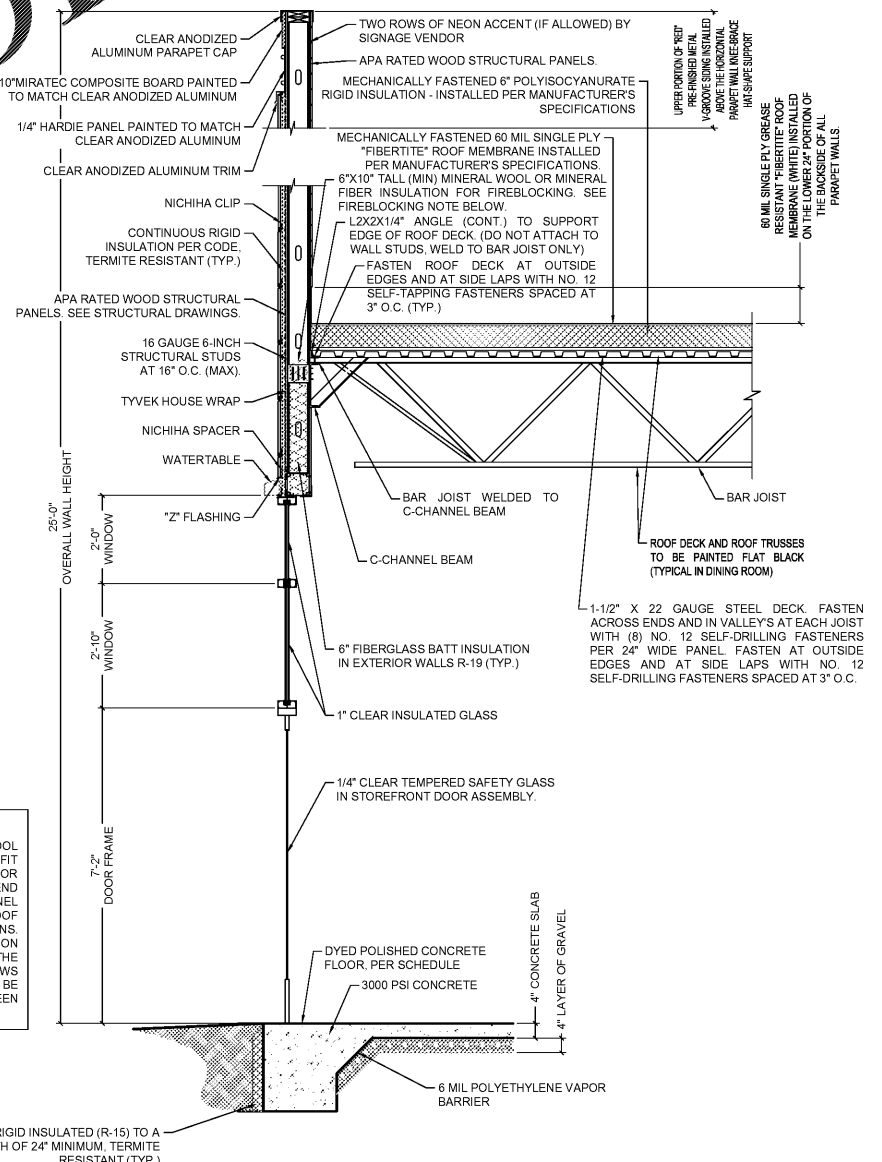 CLEAR ANODIZED
ALUMINUM PARAPET CAP
10"MIRATEC COMPOSITE BOARD PAINTED
TO MATCH CLEAR ANODIZED ALUMINUM
1/4" HARDIE PANEL PAINTED TO MATCH
CLEAR ANODIZED ALUMINUM
CLEAR ANODIZED ALUMINUM TRIM
NICHIHA CLIP
CONTINUOUS RIGID
INSULATION PER CODE,
TERMITE RESISTANT (TYP.)
APA RATED WOOD STRUCTURAL
PANELS. SEE STRUCTURAL DRAWINGS.
16 GAUGE 6-INCH
STRUCTURAL STUDS
AT 16" O.C. (MAX).
TYVEK HOUSE WRAP
NICHIHA SPACER
WATERTABLE
"Z" FLASHING
TWO ROWS OF NEON ACCENT (IF ALLOWED) BY
SIGNAGE VENDOR
APA RATED WOOD STRUCTURAL PANELS.
MECHANICALLY FASTENED 6" POLYISOCYANURATE
RIGID INSULATION - INSTALLED PER MANUFACTURER'S
SPECIFICATIONS
MECHANICALLY FASTENED 60 MIL SINGLE PLY
"FIBERTITE" ROOF MEMBRANE INSTALLED
PER MANUFACTURER'S SPECIFICATIONS.
6"X10" TALL (MIN) MINERAL WOOL OR MINERAL
FIBER INSULATION FOR FIREBLOCKING. SEE
FIREBLOCKING NOTE BELOW.
L2X2X1/4" ANGLE (CONT.) TO SUPPORT
EDGE OF ROOF DECK. (DO NOT ATTACH TO
WALL STUDS, WELD TO BAR JOIST ONLY)
FASTEN ROOF DECK AT OUTSIDE
EDGES AND AT SIDE LAPS WITH NO. 12
SELF-TAPPING FASTENERS SPACED AT
3" O.C. (TYP.)
UPPER PORTION OF "RED"
PRE-FINISHED METAL
V-GROOVE SIDING INSTALLED
ABOVE THE HORIZONTAL
PARAPET WALL KNEE-BRACE
HAT-SHAPE SUPPORT
60 MIL SINGLE PLY GREASE
RESISTANT "FIBERTITE" ROOF
MEMBRANE (WHITE) INSTALLED
ON THE LOWER 24" PORTION OF
THE BACKSIDE OF ALL
PARAPET WALLS.
BAR JOIST WELDED TO
C-CHANNEL BEAM
C-CHANNEL BEAM
BAR JOIST
ROOF DECK AND ROOF TRUSSES
TO BE PAINTED FLAT BLACK
(TYPICAL IN DINING ROOM)
1-1/2" X 22 GAUGE STEEL DECK. FASTEN
ACROSS ENDS AND IN VALLEY'S AT EACH JOIST
WITH (8) NO. 12 SELF-DRILLING FASTENERS
PER 24" WIDE PANEL. FASTEN AT OUTSIDE
EDGES AND AT SIDE LAPS WITH NO. 12
SELF-DRILLING FASTENERS SPACED AT 3" O.C.
25'-0"
OVERALL WALL HEIGHT
2'-0"
WINDOW
2'-10"
WINDOW
7'-2"
DOOR FRAME
6" FIBERGLASS BATT INSULATION
IN EXTERIOR WALLS R-19 (TYP.)
1" CLEAR INSULATED GLASS
1/4" CLEAR TEMPERED SAFETY GLASS
IN STOREFRONT DOOR ASSEMBLY.
DYED POLISHED CONCRETE
FLOOR, PER SCHEDULE
3000 PSI CONCRETE
4" CONCRETE SLAB
4" LAYER OF GRAVEL
6 MIL POLYETHYLENE VAPOR
BARRIER
OOL
FIT
OR
END
NEL
OOF
NS.
ON
THE
WS
BE
EEN
RIGID INSULATED (R-15) TO A
TH OF 24" MINIMUM, TERMITE
RESISTANT (TYP.)